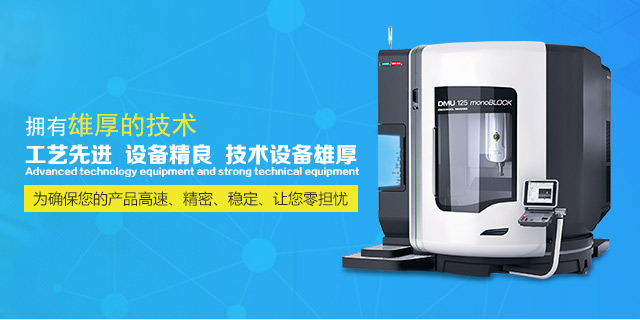 拥有雄厚的技术
工艺先进 设备精良 技术设备雄厚
Advanced technology equipment and strong technical equipment
为确保您的产品高速、精密、稳定、让您零担忧
DMU 125 monoBLOCK
DECKEL MAHO